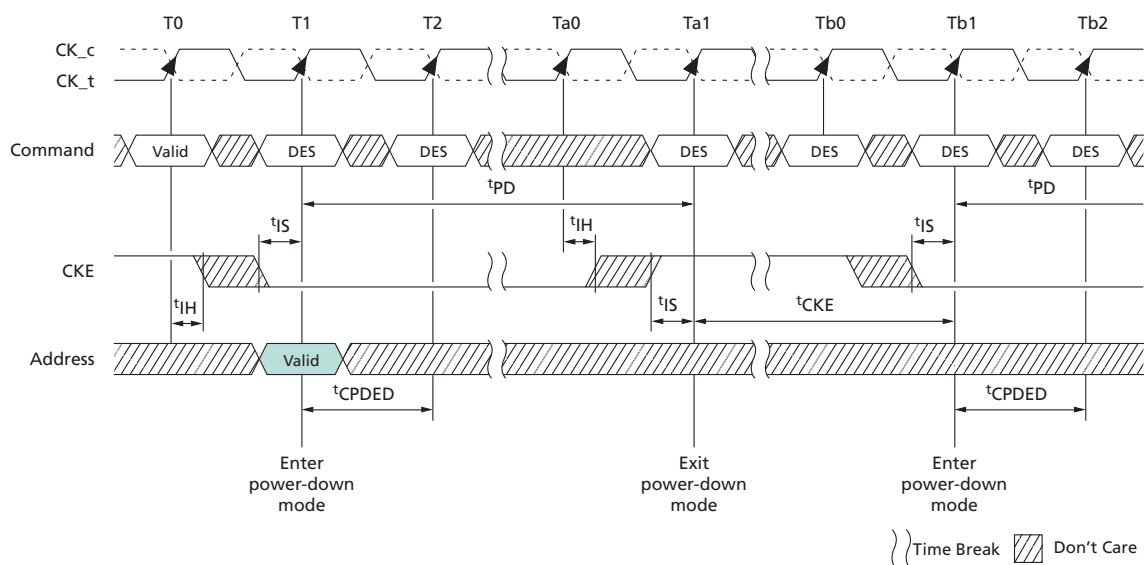 T0 T1 T2 Ta0 Ta1 Tb0 Tb1 Tb2
CK_c
CK_t
Command Valid DES DES DES DES DES DES
tPD tPD
tIH
tIS tIS
CKE
tIS tCKE
tIH
Address Valid
tCPDED tCPDED
Enter power-down mode
Exit power-down mode
Enter power-down mode
Time Break Don't Care